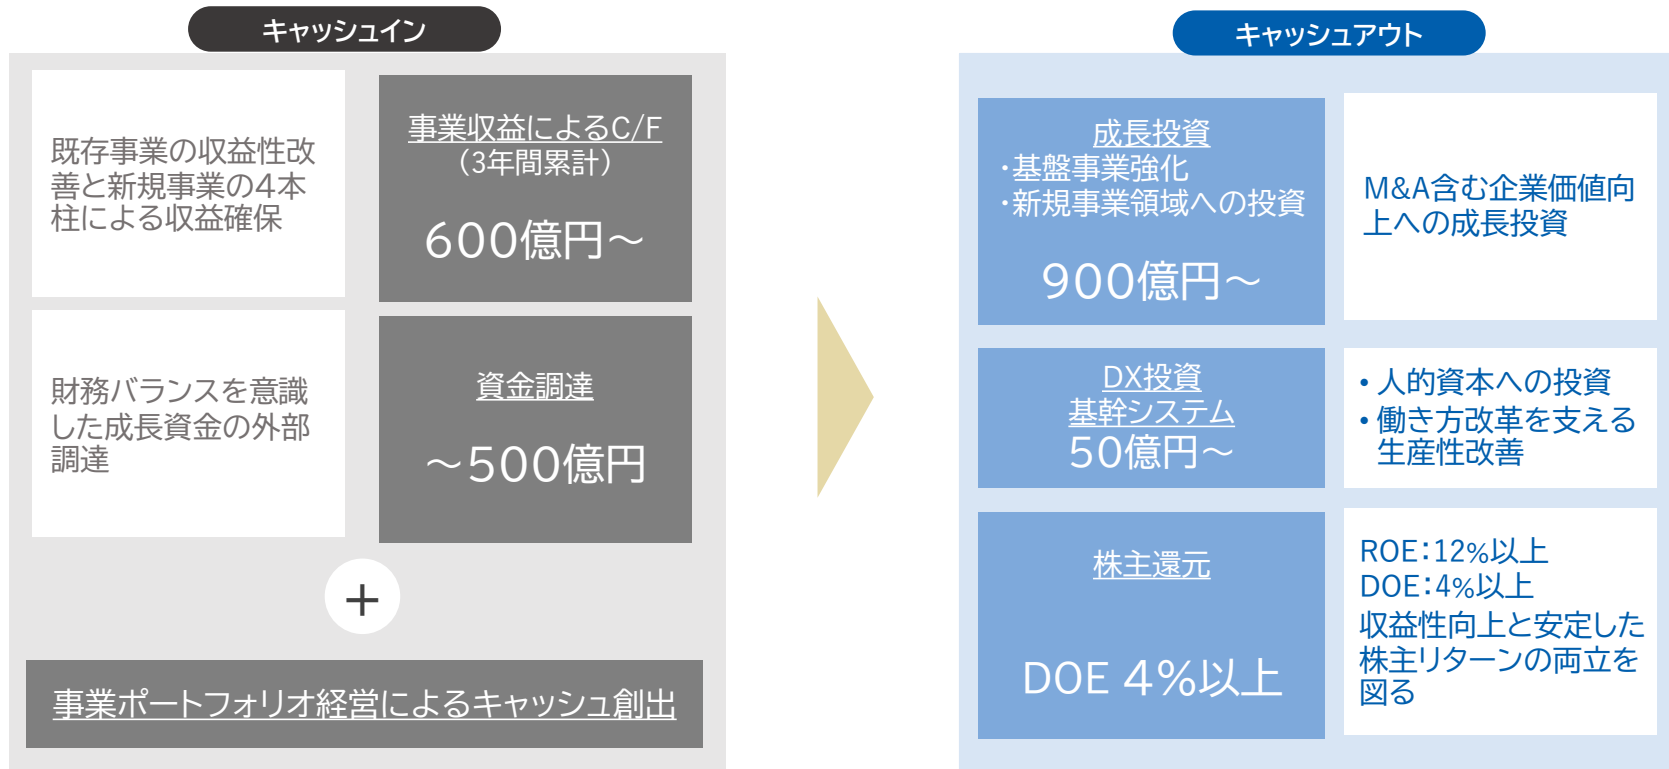 キャッシュイン
既存事業の収益性改
善と新規事業の4本
柱による収益確保
事業収益によるC/F
（3年間累計）
600億円～
財務バランスを意識
した成長資金の外部
調達
資金調達
～500億円
＋
事業ポートフォリオ経営によるキャッシュ創出
キャッシュアウト
成長投資
・基盤事業強化
・新規事業領域への投資
900億円～
M&A含む企業価値向
上への成長投資
DX投資
基幹システム
50億円～
• 人的資本への投資
• 働き方改革を支える
生産性改善
株主還元
DOE 4%以上
ROE：12%以上
DOE：4%以上
収益性向上と安定した
株主リターンの両立を
図る